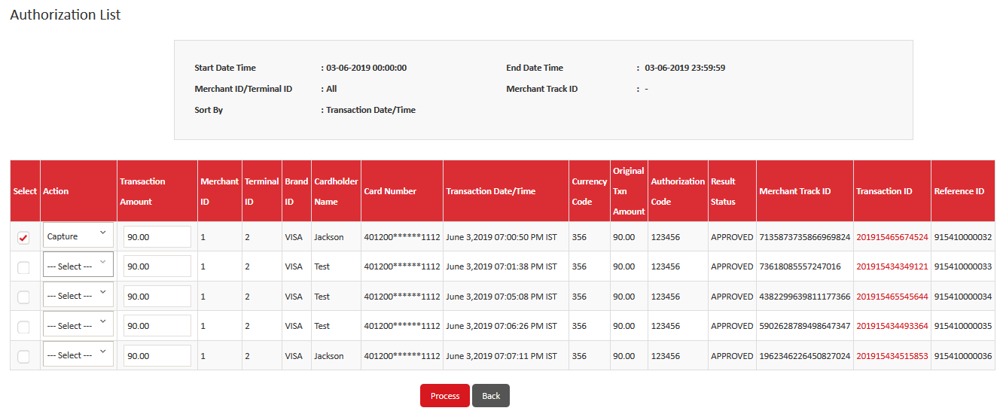 Authorization List
Start Date Time : 03-06-2019 00:00:00 End Date Time : 03-06-2019 23:59:59
Merchant ID/Terminal ID : All Merchant Track ID : -
Sort By : Transaction Date/Time
Select Action Transaction Amount Merchant ID Terminal ID Brand ID Cardholder Name Card Number Transaction Date/Time Currency Code Original Txn Amount Authorization Code Result Status Merchant Track ID Transaction ID Reference ID
Capture 90.00 1 2 VISA Jackson 401200******1112 June 3,2019 07:00:50 PM IST 356 90.00 123456 APPROVED 7135873735866969824 201915465674524 915410000032
--- Select --- 90.00 1 2 VISA Test 401200******1112 June 3,2019 07:01:38 PM IST 356 90.00 123456 APPROVED 73618085557247016 201915434349121 915410000033
--- Select --- 90.00 1 2 VISA Test 401200******1112 June 3,2019 07:05:08 PM IST 356 90.00 123456 APPROVED 4382299639811177366 201915465545644 915410000034
--- Select --- 90.00 1 2 VISA Test 401200******1112 June 3,2019 07:06:26 PM IST 356 90.00 123456 APPROVED 5902628789498647347 201915434493364 915410000035
--- Select --- 90.00 1 2 VISA Jackson 401200******1112 June 3,2019 07:07:11 PM IST 356 90.00 123456 APPROVED 1962346226450827024 201915434515853 915410000036
Process Back